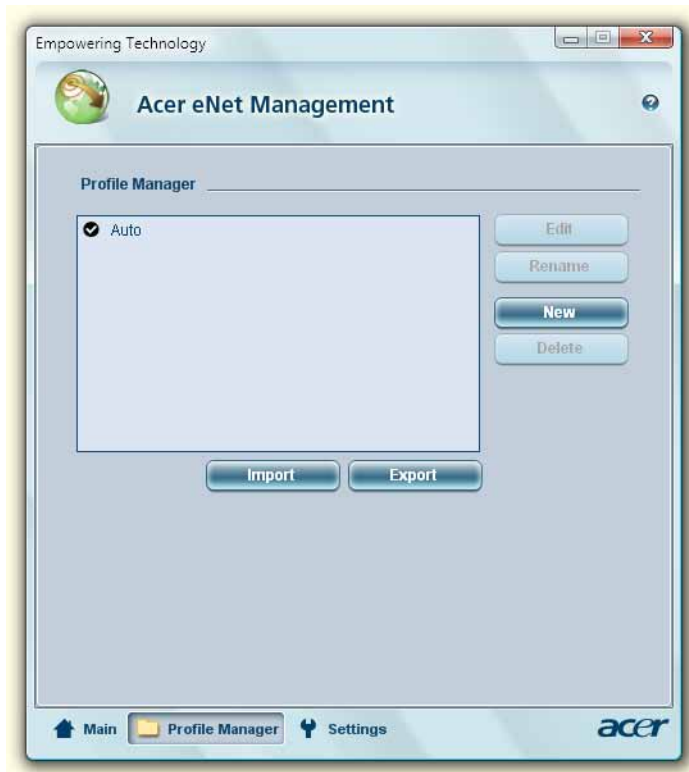 Empowering Technology
Acer eNet Management
Profile Manager
Auto
Edit
Rename
New
Delete
Import Export
Main Profile Manager Settings acer